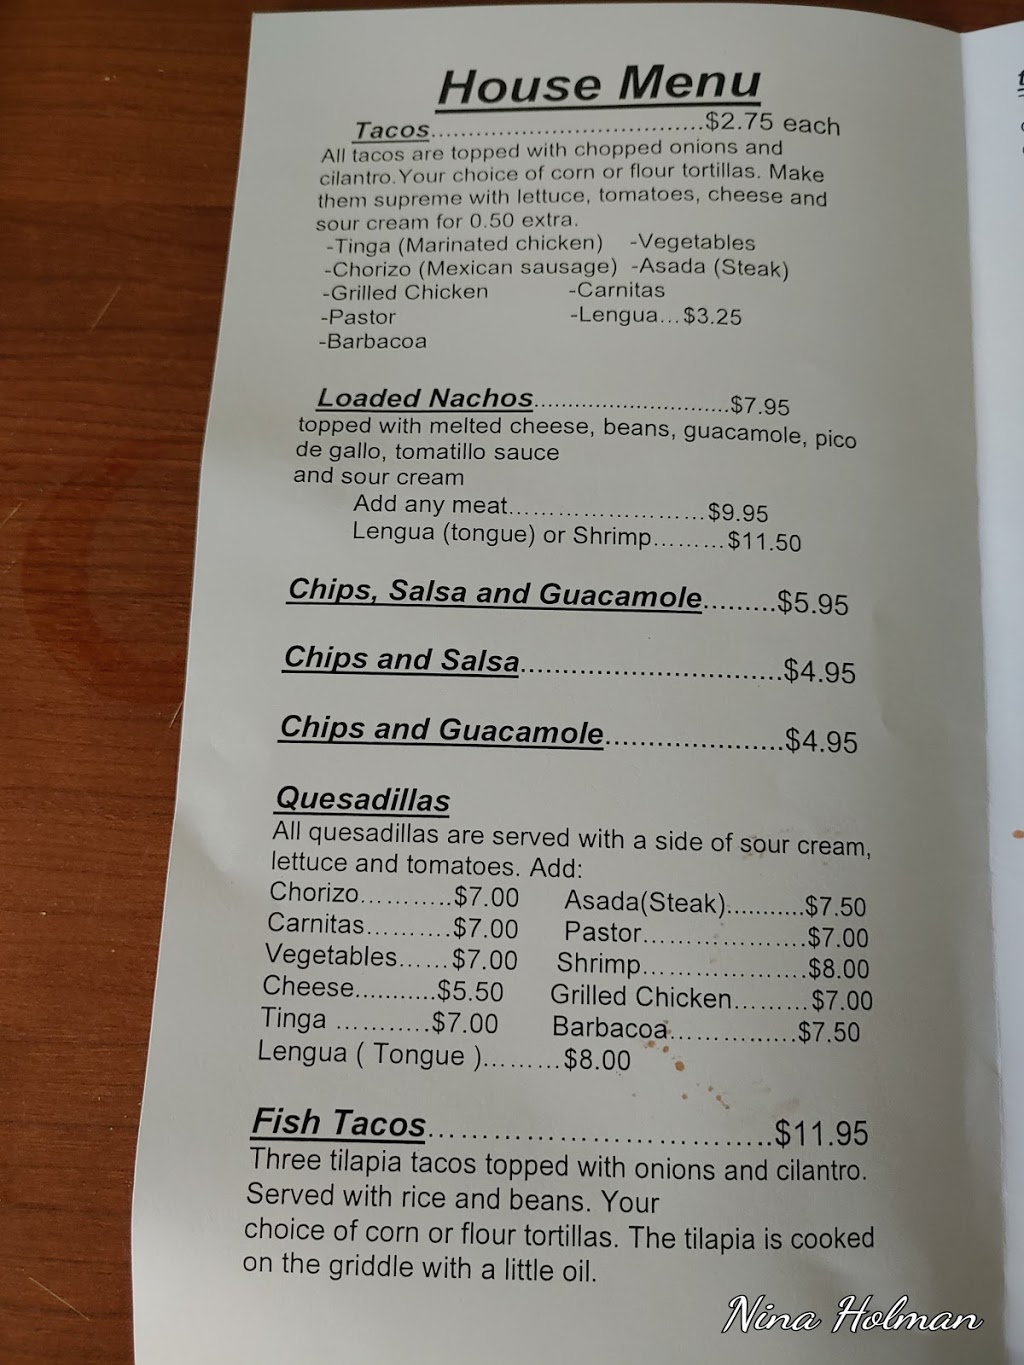 House Menu
Tacos....................................$2.75 each
All tacos are topped with chopped onions and
cilantro.Your choice of corn or flour tortillas. Make
them supreme with lettuce, tomatoes, cheese and
sour cream for 0.50 extra.
-Tinga (Marinated chicken) -Vegetables
-Chorizo (Mexican sausage) -Asada (Steak)
-Grilled Chicken -Carnitas
-Pastor -Lengua...$3.25
-Barbacoa
Loaded Nachos.............................$7.95
topped with melted cheese, beans, guacamole, pico
de gallo, tomatillo sauce
and sour cream
Add any meat..........................$9.95
Lengua (tongue) or Shrimp.........$11.50
Chips, Salsa and Guacamole.........$5.95
Chips and Salsa...............................$4.95
Chips and Guacamole.....................$4.95
Quesadillas
All quesadillas are served with a side of sour cream,
lettuce and tomatoes. Add:
Chorizo...........$7.00 Asada(Steak)...........$7.50
Carnitas..........$7.00 Pastor.....................$7.00
Vegetables......$7.00 Shrimp.....................$8.00
Cheese...........$5.50 Grilled Chicken.........$7.00
Tinga ...........$7.00 Barbacoa.................$7.50
Lengua ( Tongue ).........$8.00
Fish Tacos.......................................$11.95
Three tilapia tacos topped with onions and cilantro.
Served with rice and beans. Your
choice of corn or flour tortillas. The tilapia is cooked
on the griddle with a little oil.
Nina Holman